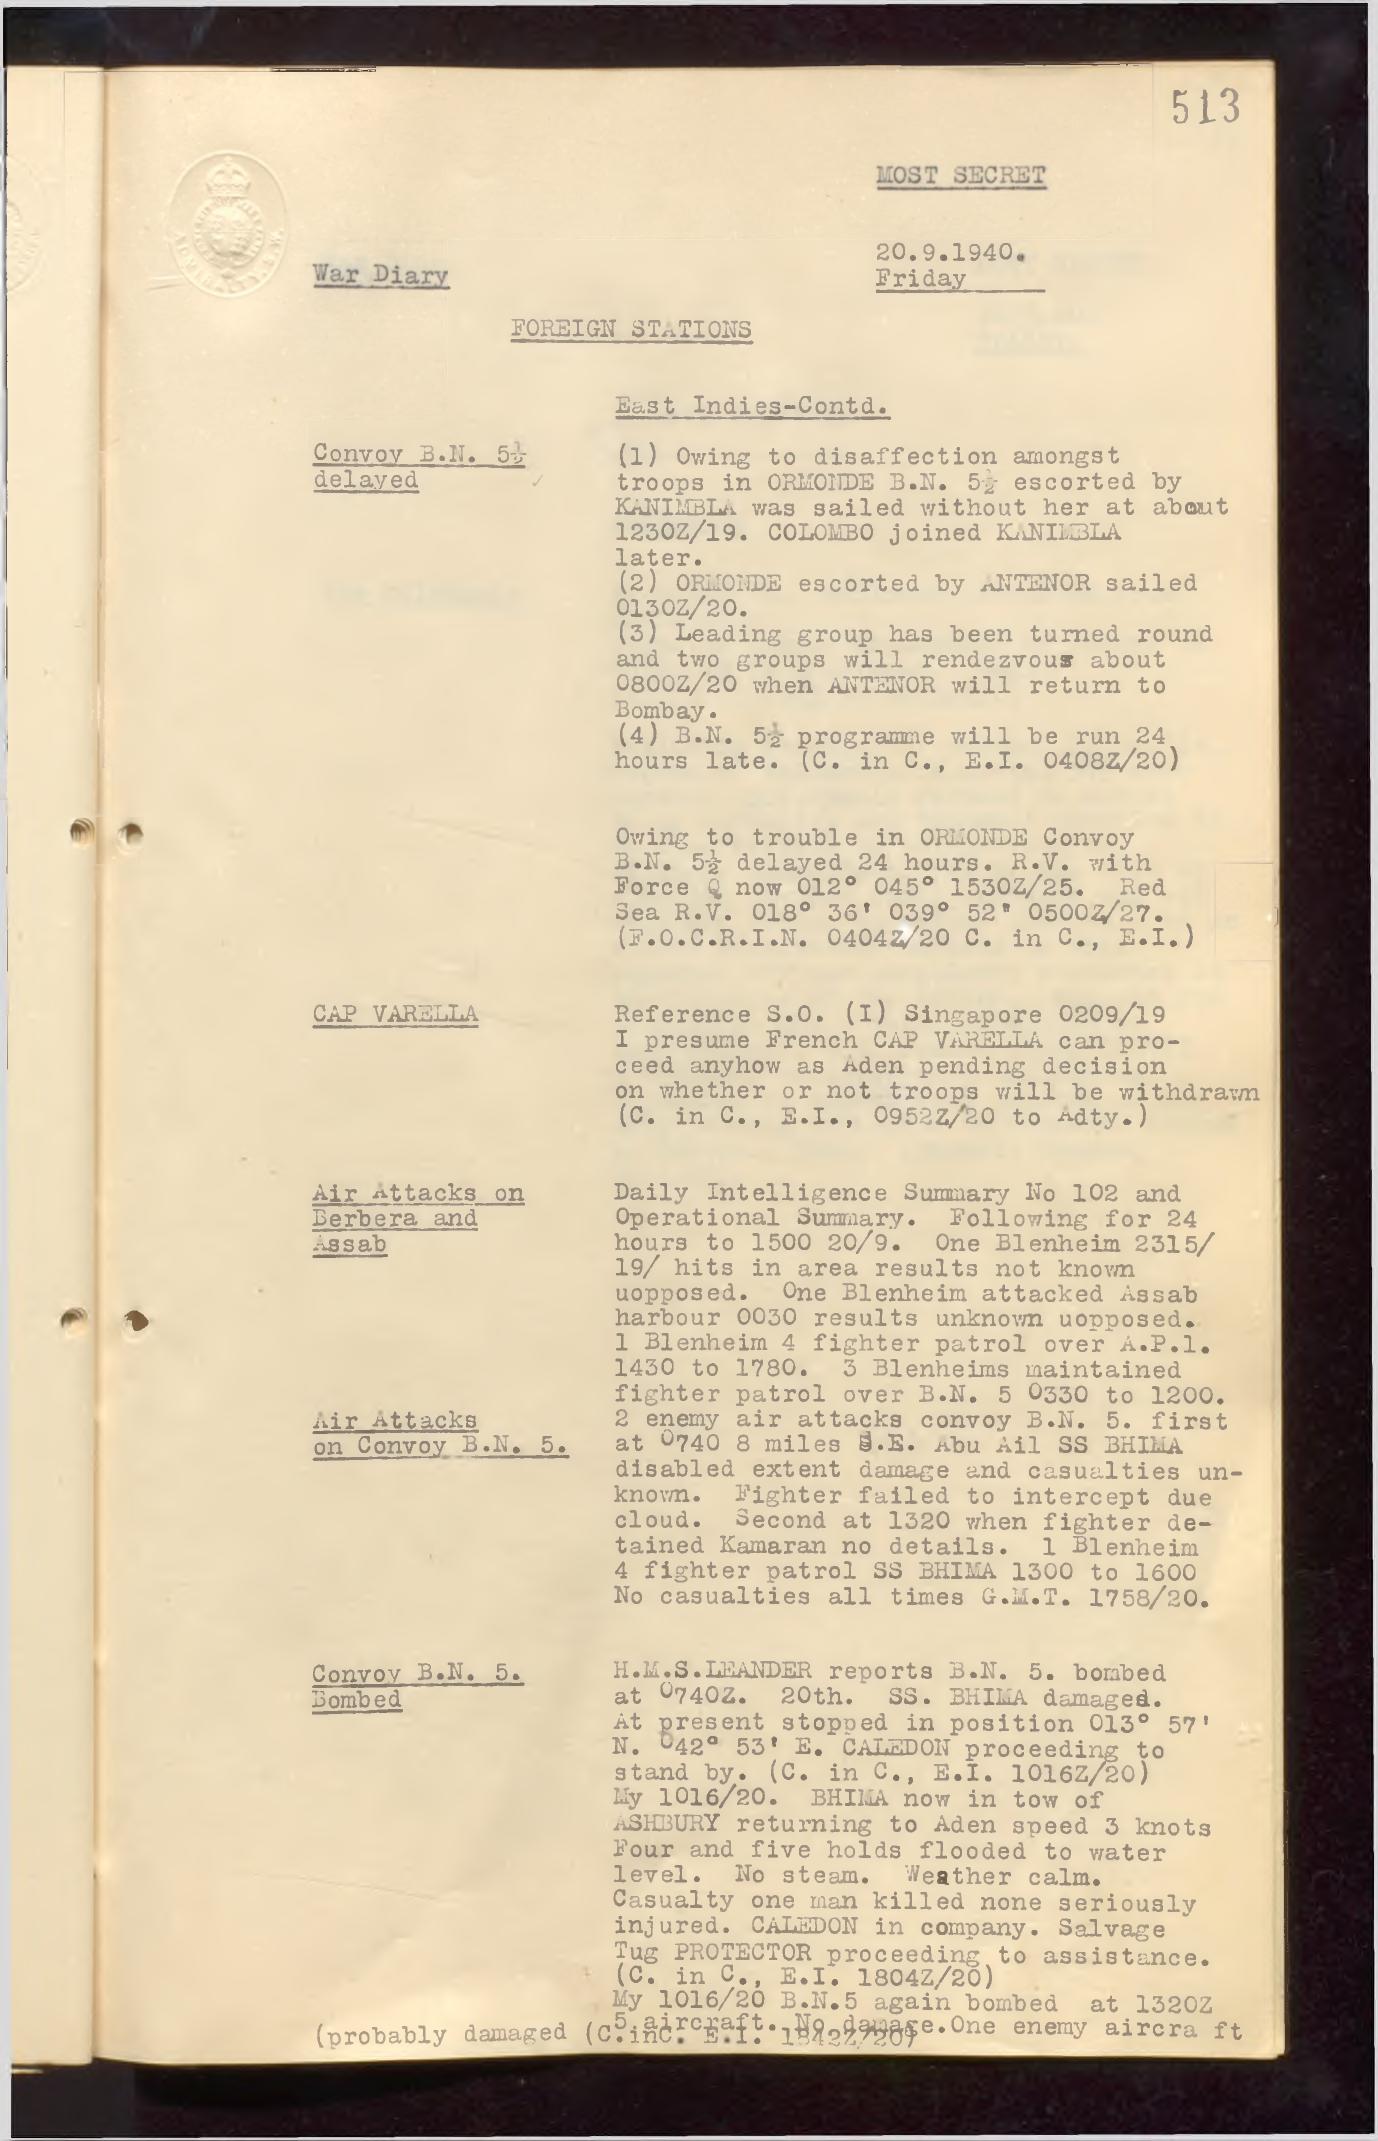 513
MOST SECRET
20.9.1940.
Friday
War Diary
FOREIGN STATIONS
East Indies-Contd.
Convoy B.N. 5½
delayed
(1) Owing to disaffection amongst
troops in ORMONDE B.N. 5½ escorted by
KANIMBLA was sailed without her at about
1230Z/19. COLOMBO joined KANIMBLA
later.
(2) ORMONDE escorted by ANTENOR sailed
0130Z/20.
(3) Leading group has been turned round
and two groups will rendezvous about
0800Z/20 when ANTENOR will return to
Bombay.
(4) B.N. 5½ programme will be run 24
hours late. (C. in C., E.I. 0408Z/20)
Owing to trouble in ORMONDE Convoy
B.N. 5½ delayed 24 hours. R.V. with
Force Q now 012° 045° 1530Z/25. Red
Sea R.V. 018° 36' 039° 52" 0500Z/27.
(F.O.C.R.I.N. 0404Z/20 C. in C., E.I.)
CAP VARELLA
Reference S.O. (I) Singapore 0209/19
I presume French CAP VARELLA can pro-
ceed anyhow as Aden pending decision
on whether or not troops will be withdrawn
(C. in C., E.I., 0952Z/20 to Adty.)
Air Attacks on
Berbera and
Assab
Daily Intelligence Summary No 102 and
Operational Summary. Following for 24
hours to 1500 20/9. One Blenheim 2315/
19/ hits in area results not known
uopposed. One Blenheim attacked Assab
harbour 0030 results unknown uopposed.
1 Blenheim 4 fighter patrol over A.P.1.
1430 to 1780. 3 Blenheims maintained
fighter patrol over B.N. 5 0330 to 1200.
Air Attacks
on Convoy B.N. 5.
2 enemy air attacks convoy B.N. 5. first
at 0740 8 miles S.E. Abu Ail SS BHIMA
disabled extent damage and casualties un-
known. Fighter failed to intercept due
cloud. Second at 1320 when fighter de-
tained Kamaran no details. 1 Blenheim
4 fighter patrol SS BHIMA 1300 to 1600
No casualties all times G.M.T. 1758/20.
Convoy B.N. 5.
Bombed
H.M.S.LEANDER reports B.N. 5. bombed
at 0740Z. 20th. SS. BHIMA damaged.
At present stopped in position 013° 57'
N. 042° 53' E. CALEDON proceeding to
stand by. (C. in C., E.I. 1016Z/20)
My 1016/20. BHIMA now in tow of
ASHBURY returning to Aden speed 3 knots
Four and five holds flooded to water
level. No steam. Weather calm.
Casualty one man killed none seriously
injured. CALEDON in company. Salvage
Tug PROTECTOR proceeding to assistance.
(C. in C., E.I. 1804Z/20)
My 1016/20 B.N.5 again bombed at 1320Z
5 aircraft. No damage.One enemy aircra ft
(probably damaged (C.inC. E.I. 1842Z/20)